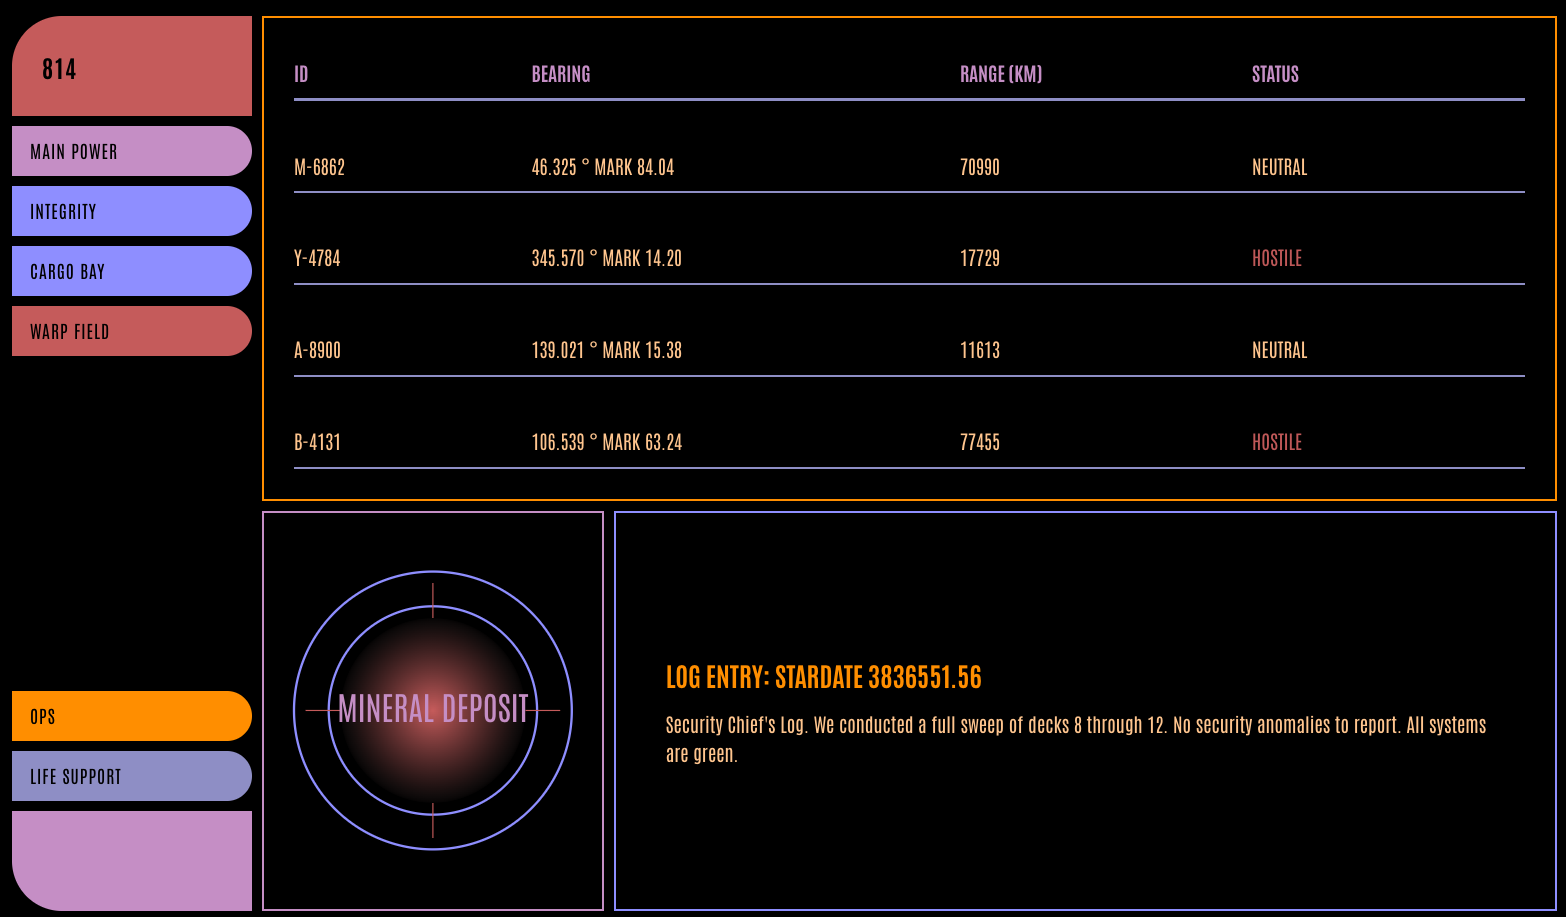 814
MAIN POWER
INTEGRITY
CARGO BAY
WARP FIELD
OPS
LIFE SUPPORT
ID BEARING RANGE (KM) STATUS
M-6862 46.325 ° MARK 84.04 70990 NEUTRAL
Y-4784 345.570 ° MARK 14.20 17729 HOSTILE
A-8900 139.021 ° MARK 15.38 11613 NEUTRAL
B-4131 106.539 ° MARK 63.24 77455 HOSTILE
MINERAL DEPOSIT
LOG ENTRY: STARDATE 3836551.56
Security Chief's Log. We conducted a full sweep of decks 8 through 12. No security anomalies to report. All systems
are green.